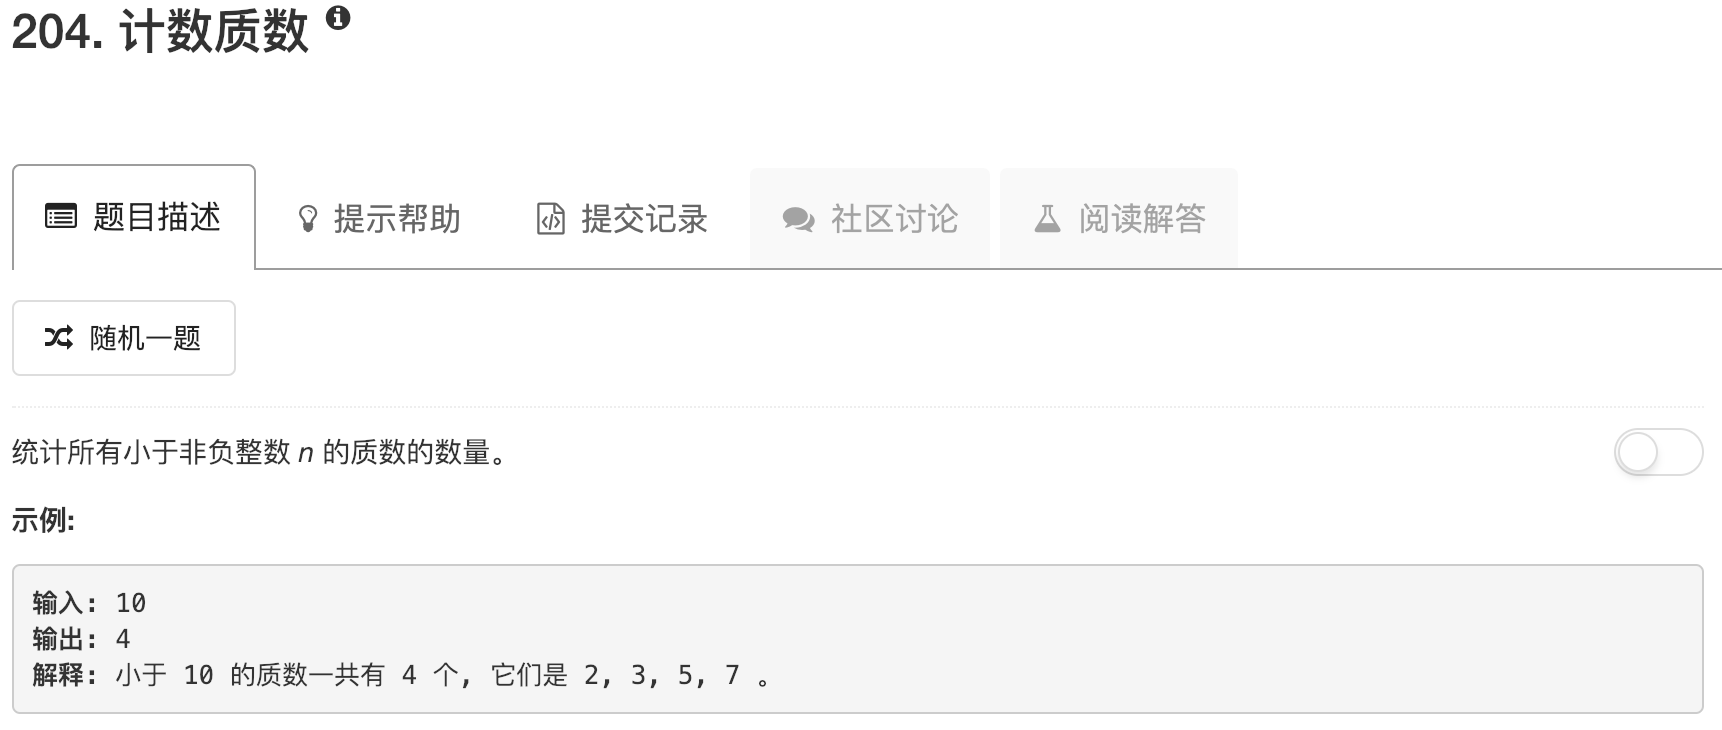 204. 计数质数
题目描述 提示帮助 提交记录 社区讨论 阅读解答
随机一题
统计所有小于非负整数 n 的质数的数量。
示例:
输入: 10
输出: 4
解释: 小于 10 的质数一共有 4 个, 它们是 2, 3, 5, 7 。